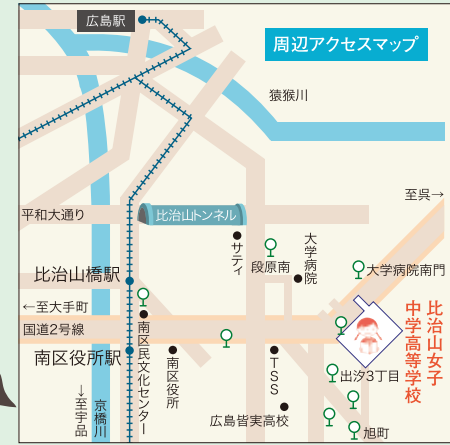 広島駅
周辺アクセスマップ
猿猴川
至呉→
平和大通り
比治山トンネル
サティ
段原南
大学病院
大学病院南門
比治山橋駅
←至大手町
国道2号線
南区役所駅
南区民文化センター
南区役所
TSS
広島皆実高校
出汐3丁目
旭町
比治山女子
中学高等学校
↓至宇品
京橋川